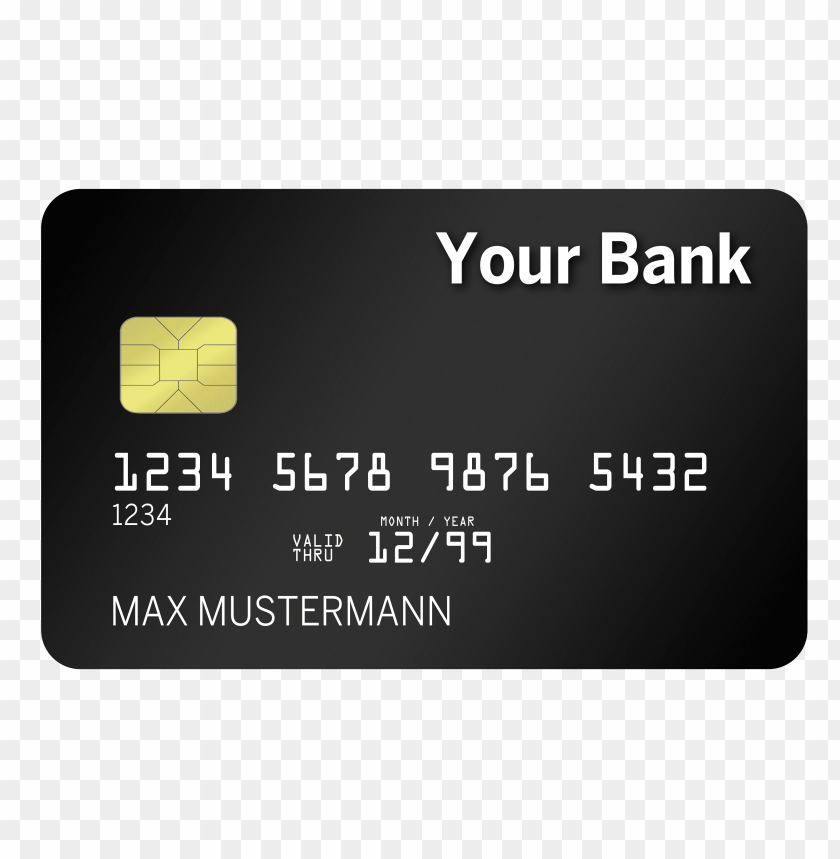 Your Bank
1234 5678 9876 5432
1234
MONTH / YEAR
VALID THRU 12/99
MAX MUSTERMANN